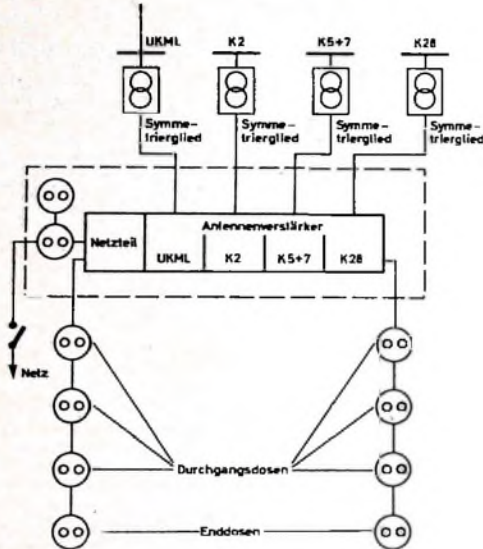 UKML K2 K5+7 K28
Symme- Symme- Symme- Symme-
trierglied trierglied trierglied trierglied
Antennenverstärker
Netzteil
UKML K2 K5+7 K28
Netz
Durchgangsdosen
Enddosen